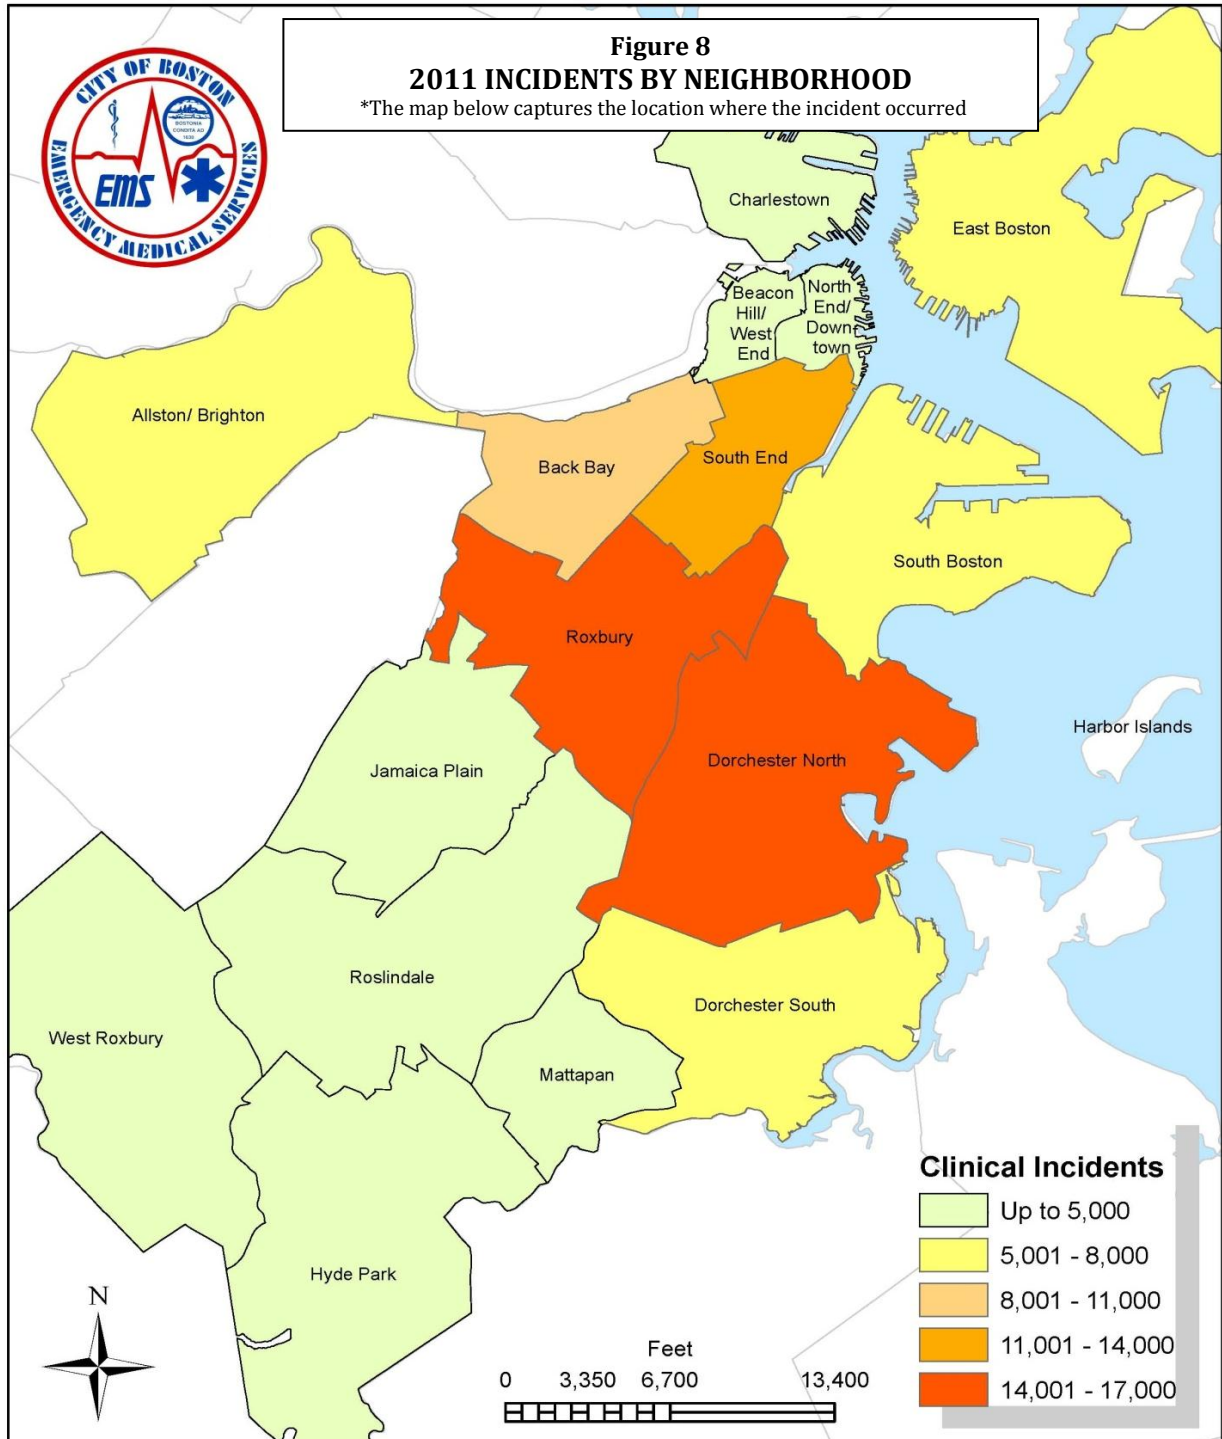 Figure 8
2011 INCIDENTS BY NEIGHBORHOOD
*The map below captures the location where the incident occurred
CITY OF BOSTON
EMERGENCY MEDICAL SERVICES
BOSTONIA
CONDITA AD
1630
EMS
Charlestown
East Boston
Beacon
Hill/
West
End
North
End/
Down-
town
Allston/ Brighton
Back Bay
South End
South Boston
Roxbury
Harbor Islands
Dorchester North
Jamaica Plain
Roslindale
Dorchester South
West Roxbury
Mattapan
Hyde Park
Clinical Incidents
Up to 5,000
5,001 - 8,000
8,001 - 11,000
11,001 - 14,000
14,001 - 17,000
N
Feet
0 3,350 6,700 13,400